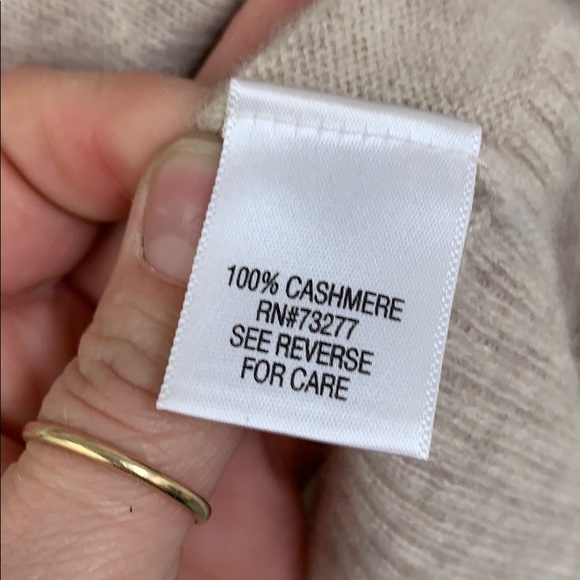 100% CASHMERE
RN#73277
SEE REVERSE
FOR CARE